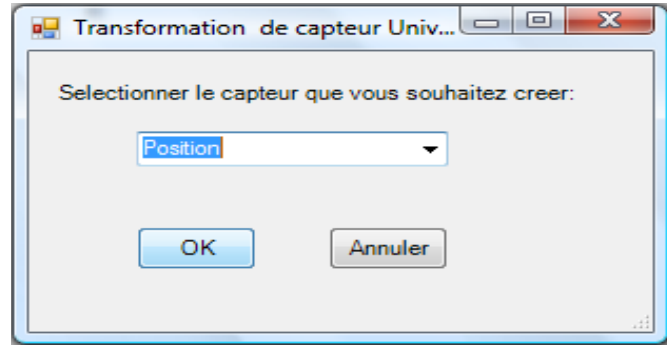 Transformation de capteur Univ...
Selectionner le capteur que vous souhaitez creer:
Position
OK Annuler